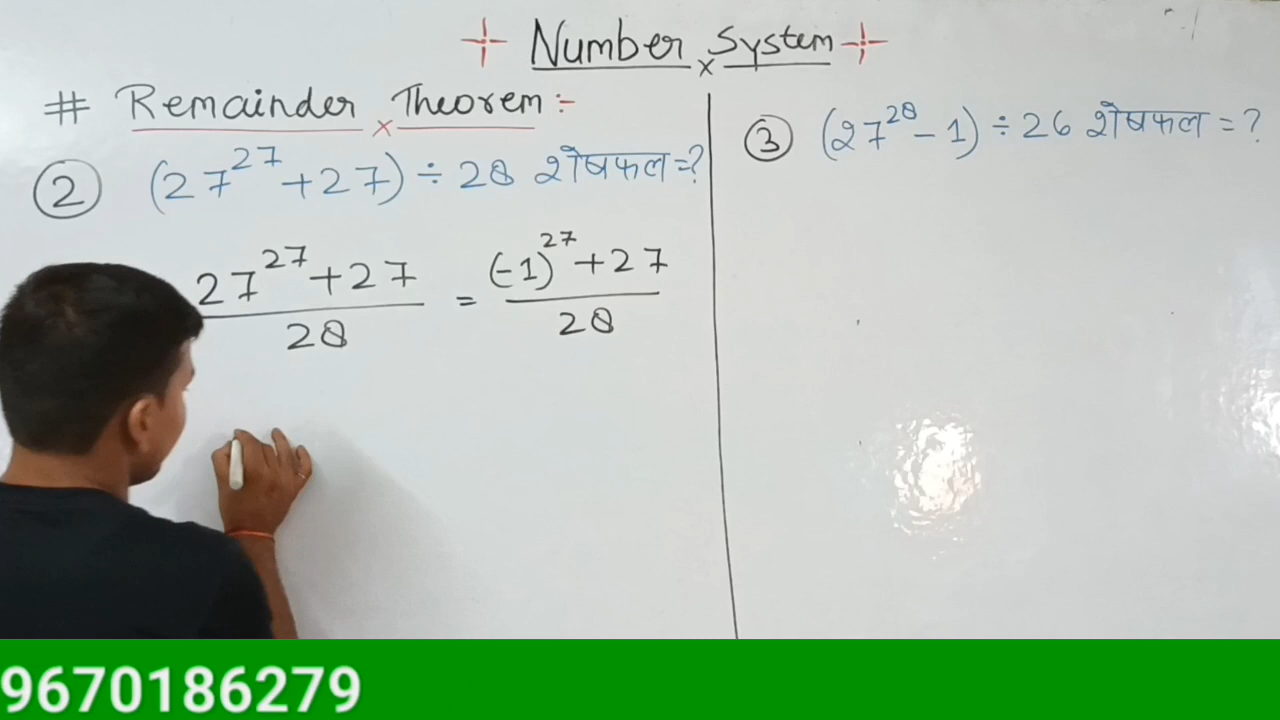 Number System
# Remainder Theorem :-
② (27^27 + 27) ÷ 28 शेषफल = ?
27^27 + 27 / 28 = (-1)^27 + 27 / 28
③ (27^28 - 1) ÷ 26 शेषफल = ?
9670186279